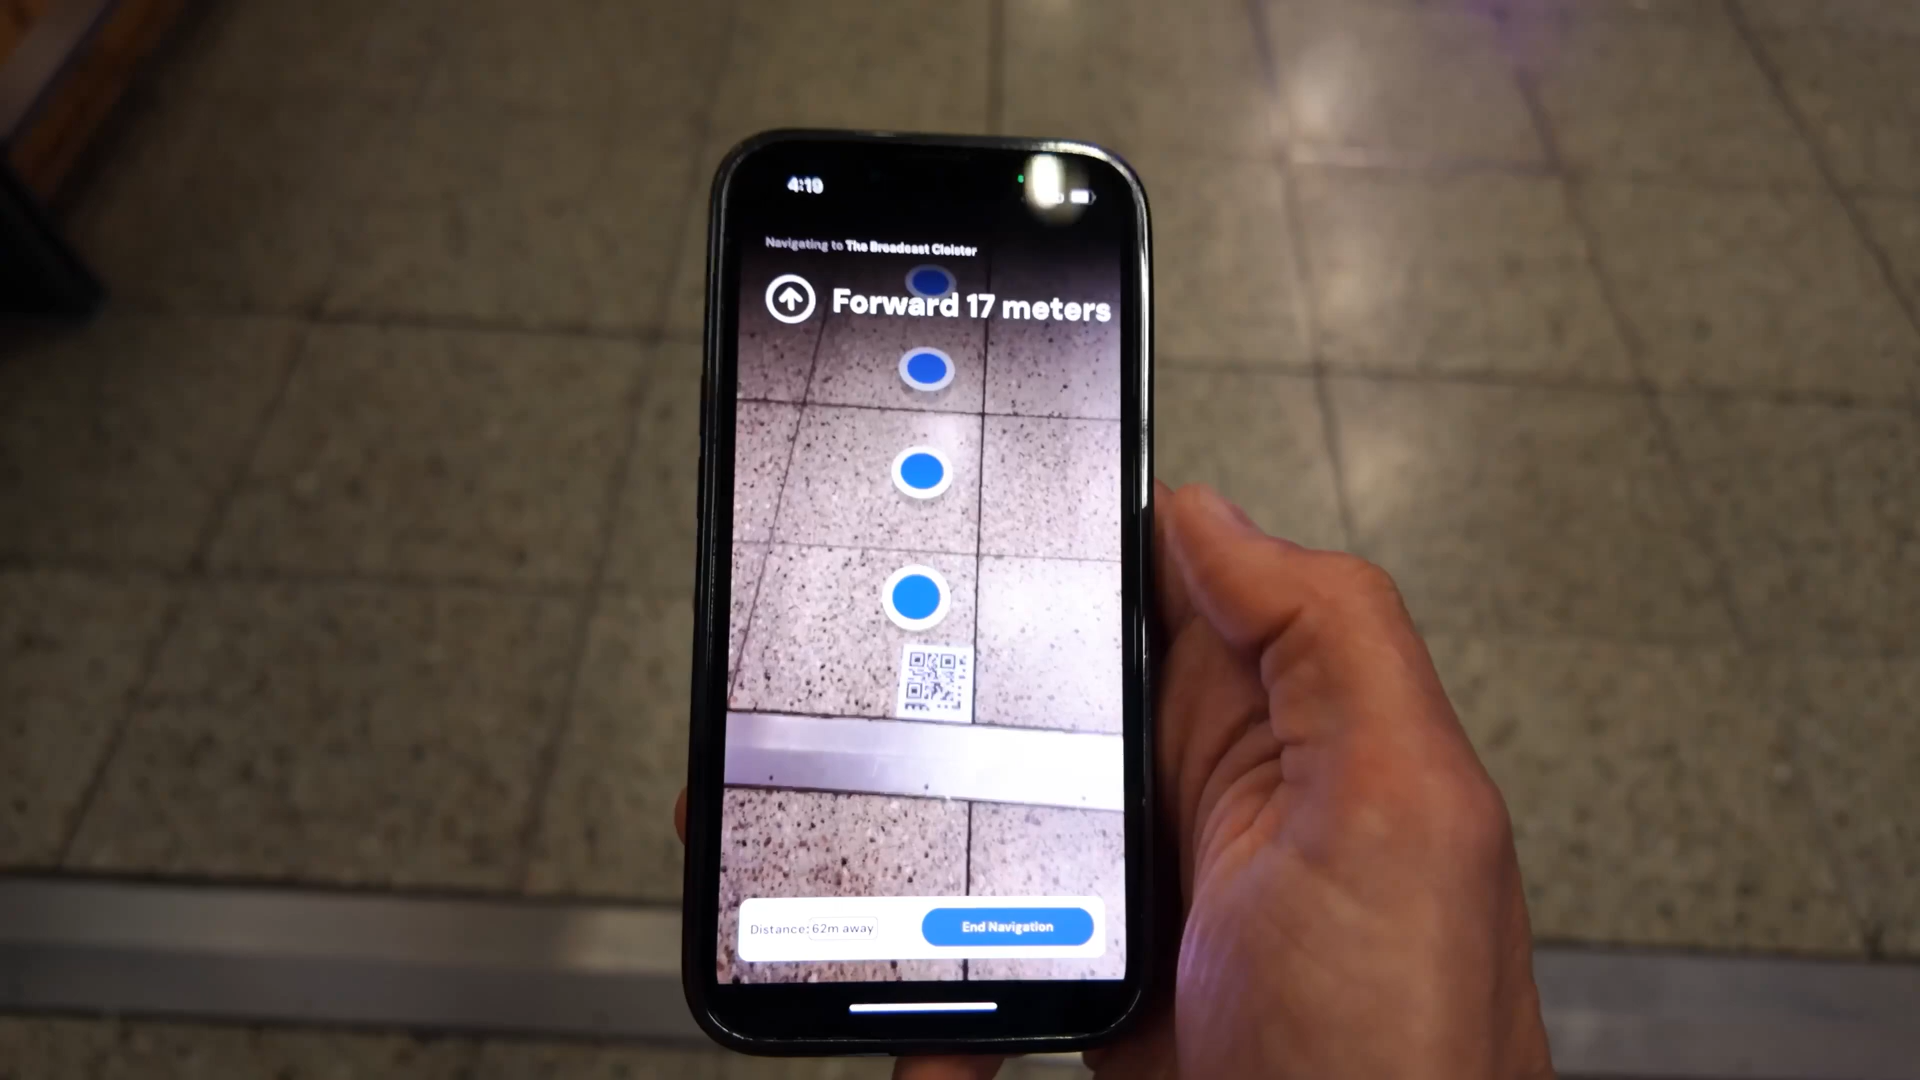 4:19
Navigating to The Broadcast Cloister
Forward 17 meters
Distance: 62m away
End Navigation